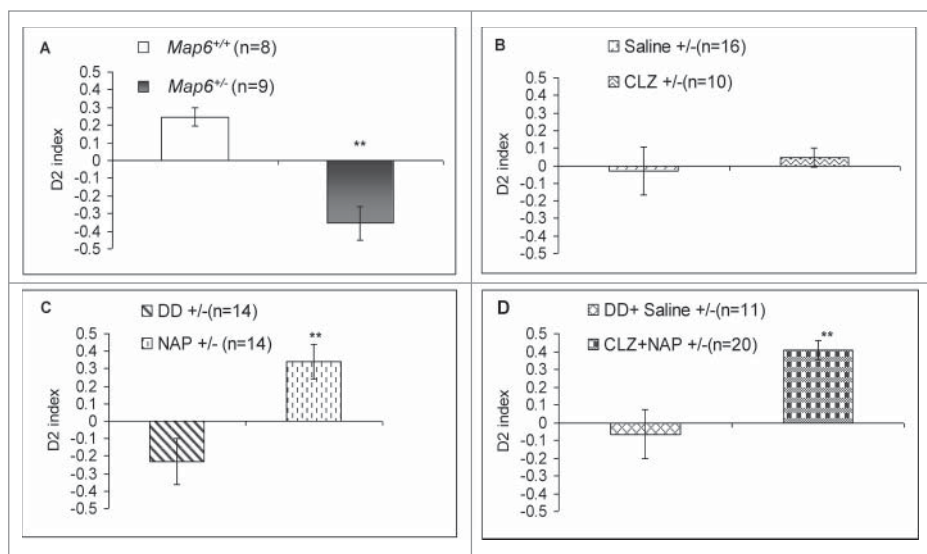 A
Map6+/+ (n=8)
Map6+/- (n=9)
0.5
0.4
0.3
0.2
0.1
0
-0.1
-0.2
-0.3
-0.4
-0.5
D2 index
**
B
Saline +/-(n=16)
CLZ +/-(n=10)
0.5
0.4
0.3
0.2
0.1
0
-0.1
-0.2
-0.3
-0.4
-0.5
D2 index
C
DD +/-(n=14)
NAP +/- (n=14)
0.5
0.4
0.3
0.2
0.1
0
-0.1
-0.2
-0.3
-0.4
-0.5
D2 index
**
D
DD+ Saline +/-(n=11)
CLZ+NAP +/-(n=20)
0.5
0.4
0.3
0.2
0.1
0
-0.1
-0.2
-0.3
-0.4
-0.5
D2 index
**